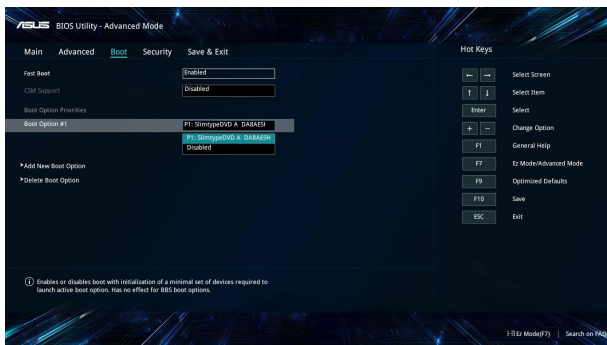 ASUS BIOS Utility - Advanced Mode
Main Advanced Boot Security Save & Exit
Hot Keys
Fast Boot Enabled
CSM Support Disabled
Boot Option Priorities
Boot Option #1 P1: SlimtypeDVD A DA8AESI
P1: SlimtypeDVD A DA8AESH
Disabled
>Add New Boot Option
>Delete Boot Option
← → Select Screen
↑ ↓ Select Item
Enter Select
+ − Change Option
F1 General Help
F7 Ez Mode/Advanced Mode
F9 Optimized Defaults
F10 Save
ESC Exit
Enables or disables boot with initialization of a minimal set of devices required to
launch active boot option. Has no effect for BBS boot options.
Ez Mode(F7) | Search on FAQ